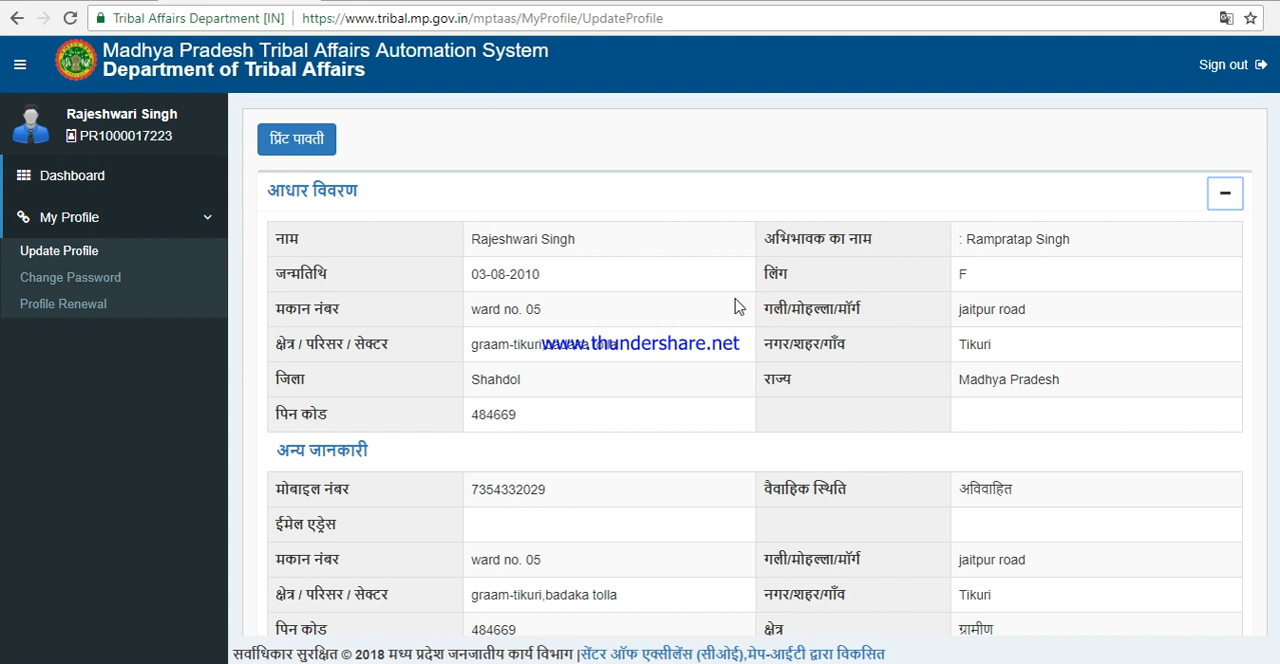 Tribal Affairs Department [IN] | https://www.tribal.mp.gov.in/mptaas/MyProfile/UpdateProfile
Madhya Pradesh Tribal Affairs Automation System
Department of Tribal Affairs
Sign out
Rajeshwari Singh
PR1000017223
Dashboard
My Profile
Update Profile
Change Password
Profile Renewal
प्रिंट पावती
आधार विवरण
नाम Rajeshwari Singh अभिभावक का नाम : Rampratap Singh
जन्मतिथि 03-08-2010 लिंग F
मकान नंबर ward no. 05 गली/मोहल्ला/मॉर्ग jaitpur road
क्षेत्र / परिसर / सेक्टर graam-tikuri,badaka tolla नगर/शहर/गाँव Tikuri
www.thundershare.net
जिला Shahdol राज्य Madhya Pradesh
पिन कोड 484669
अन्य जानकारी
मोबाइल नंबर 7354332029 वैवाहिक स्थिति अविवाहित
ईमेल एड्रेस
मकान नंबर ward no. 05 गली/मोहल्ला/मॉर्ग jaitpur road
क्षेत्र / परिसर / सेक्टर graam-tikuri,badaka tolla नगर/शहर/गाँव Tikuri
पिन कोड 484669 क्षेत्र ग्रामीण
सर्वाधिकार सुरक्षित © 2018 मध्य प्रदेश जनजातीय कार्य विभाग |सेंटर ऑफ एक्सीलेंस (सीओई),मेप-आईटी द्वारा विकसित